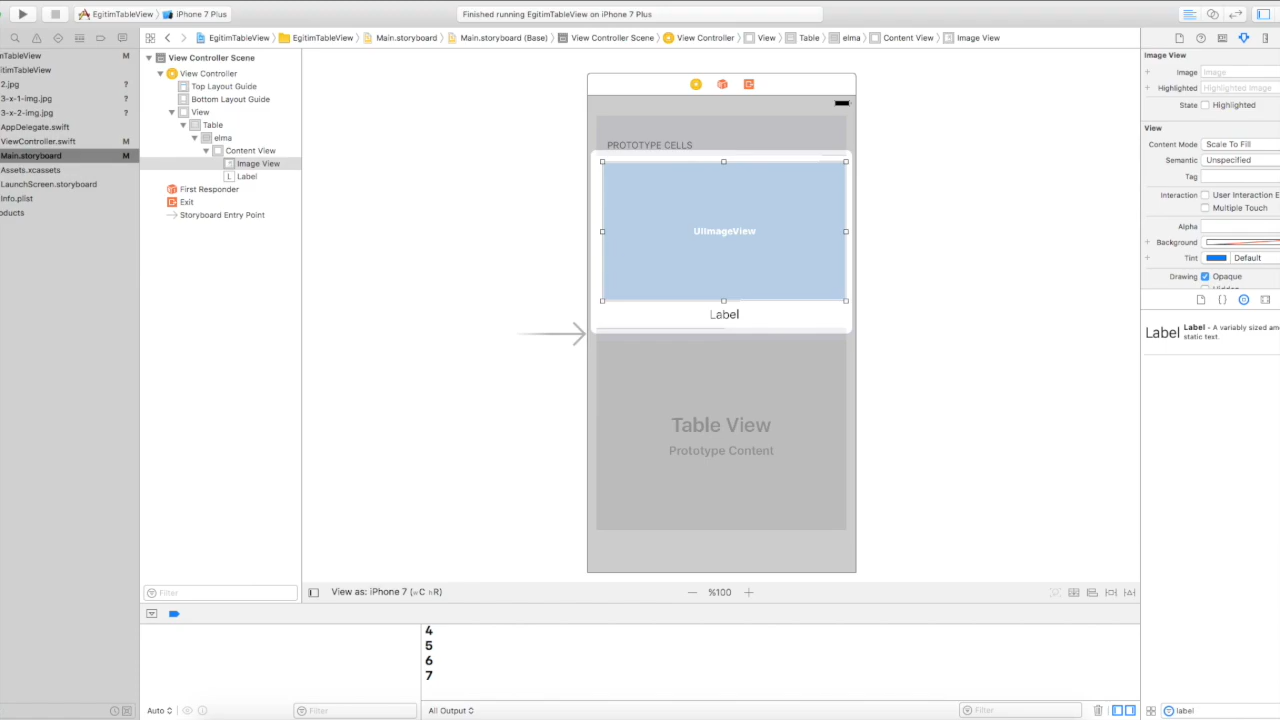 EgitimTableView
iPhone 7 Plus
Finished running EgitimTableView on iPhone 7 Plus
EgitimTableView
EgitimTableView
Main.storyboard
Main.storyboard (Base)
View Controller Scene
View Controller
View
Table
elma
Content View
Image View
mTableView M
itimTableView
2.jpg ?
3-x-1-img.jpg ?
3-x-2-img.jpg ?
AppDelegate.swift
ViewController.swift M
Main.storyboard M
Assets.xcassets
LaunchScreen.storyboard
Info.plist
oducts
View Controller Scene
View Controller
Top Layout Guide
Bottom Layout Guide
View
Table
elma
Content View
Image View
L Label
First Responder
Exit
Storyboard Entry Point
Filter
PROTOTYPE CELLS
UIImageView
Label
Table View
Prototype Content
View as: iPhone 7 (wC hR)
%100
4
5
6
7
Auto
Filter
All Output
Filter
Image View
Image Image
Highlighted Highlighted Image
State Highlighted
View
Content Mode Scale To Fill
Semantic Unspecified
Tag
Interaction User Interaction E
Multiple Touch
Alpha
Background
Tint Default
Drawing Opaque
Label Label - A variably sized am
static text.
label